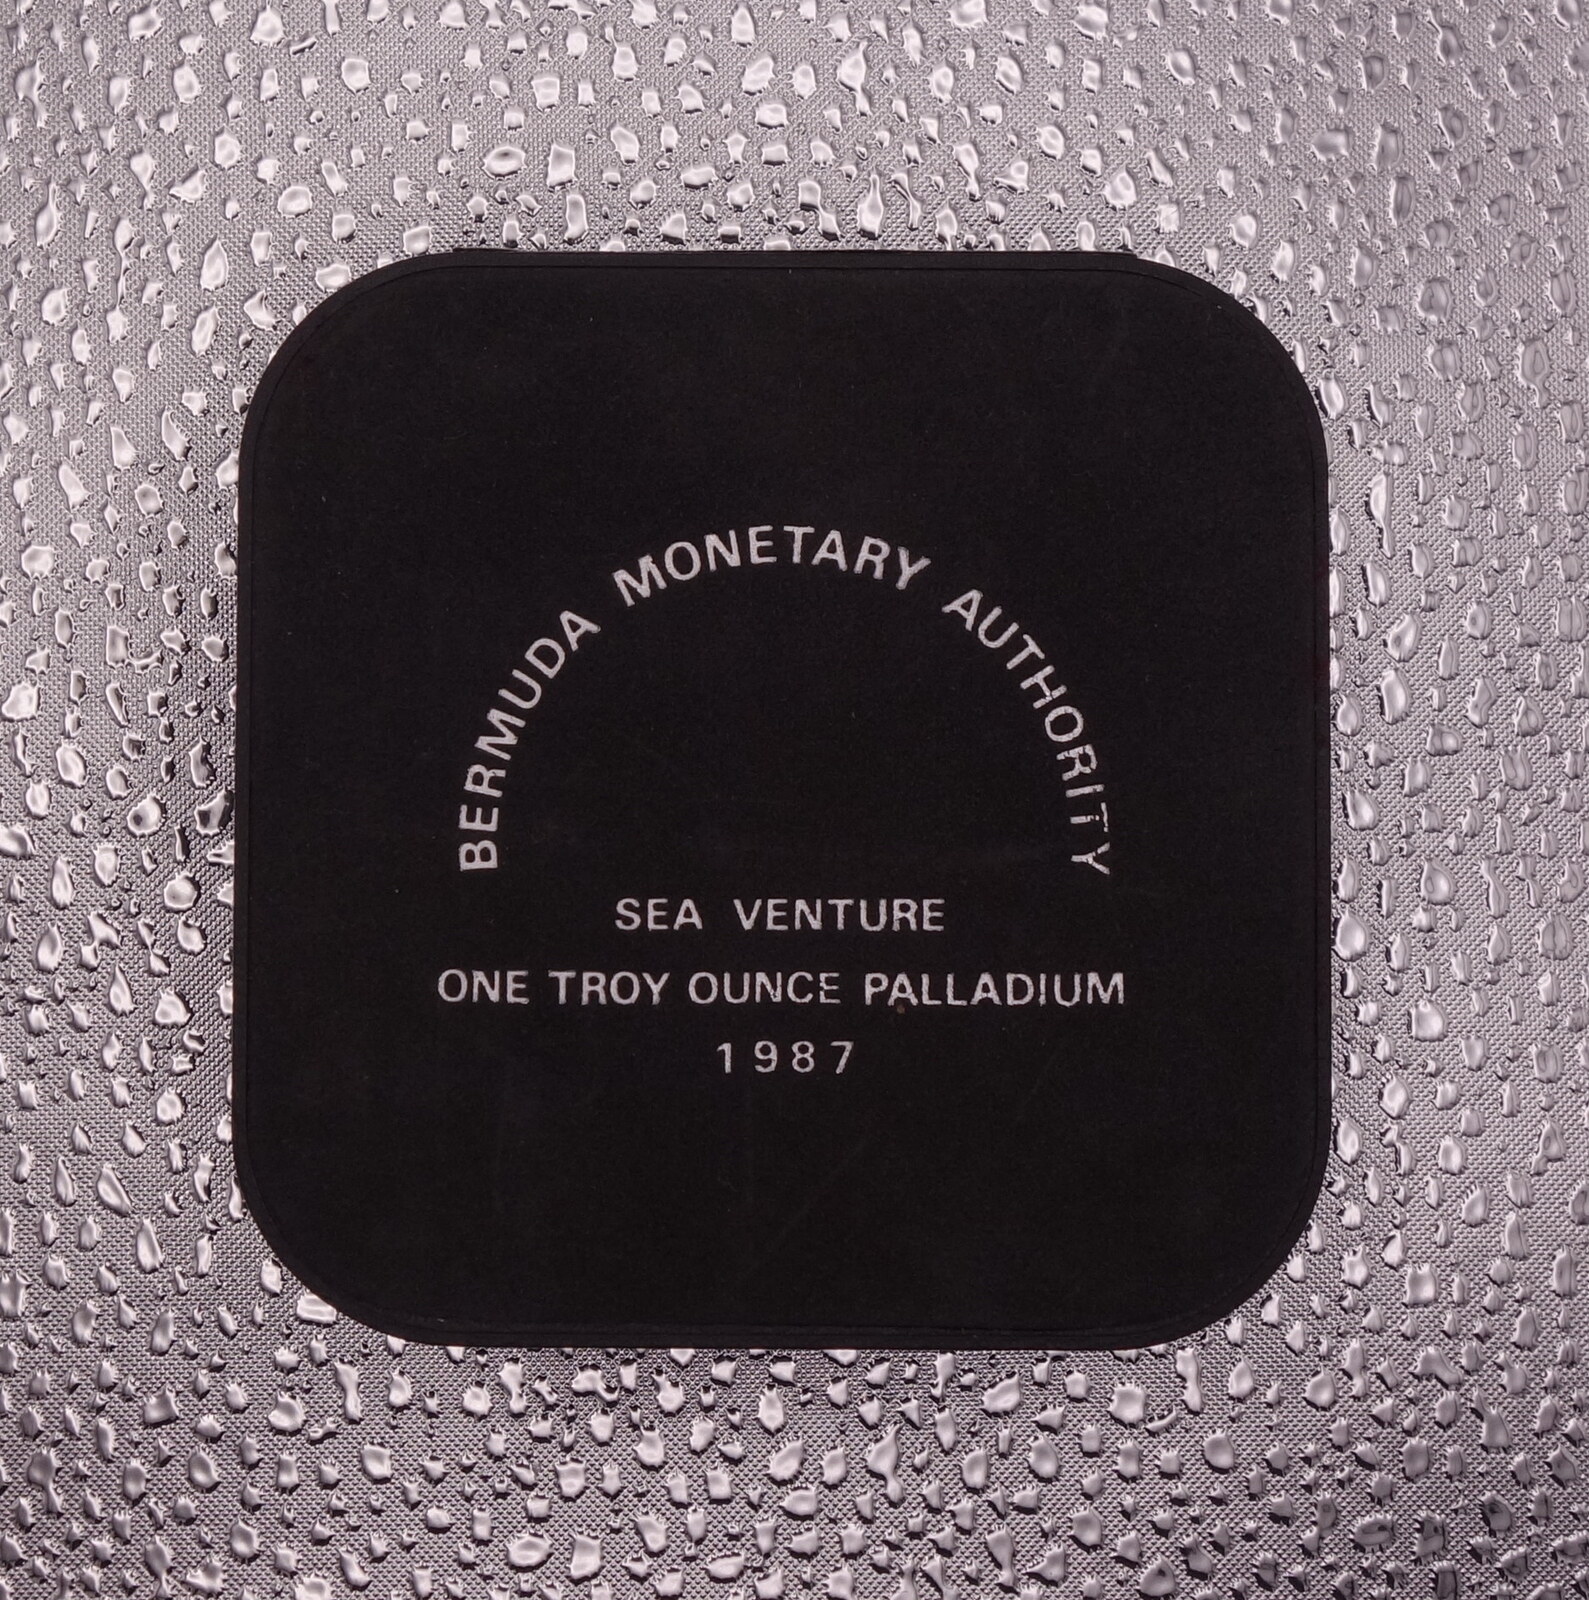 BERMUDA MONETARY AUTHORITY
SEA VENTURE
ONE TROY OUNCE PALLADIUM
1987